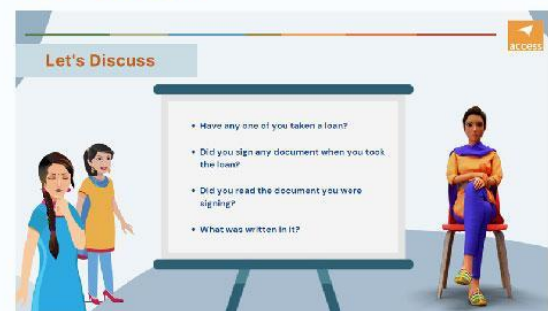 access
Let's Discuss
• Have any one of you taken a loan?
• Did you sign any document when you took
the loan?
• Did you read the document you were
signing?
• What was written in it?